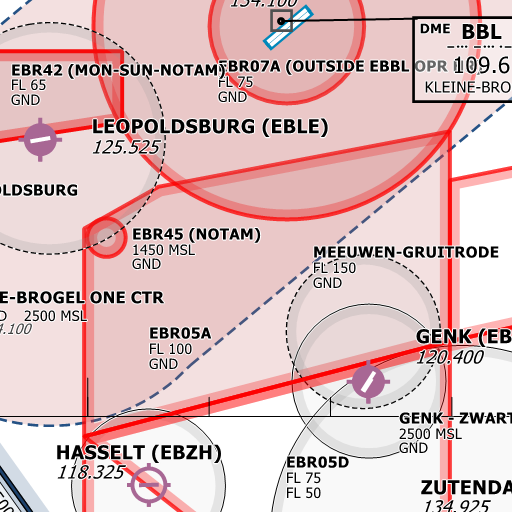 134.100
DME BBL
109.6
KLEINE-BRO
EBR42 (MON-SUN-NOTAM)
FL 65
GND
EBR07A (OUTSIDE EBBL OPR
FL 75
GND
LEOPOLDSBURG (EBLE)
125.525
OLDSBURG
EBR45 (NOTAM)
1450 MSL
GND
MEEUWEN-GRUITRODE
FL 150
GND
E-BROGEL ONE CTR
D 2500 MSL
4.100
EBR05A
FL 100
GND
GENK (EB
120.400
GENK - ZWART
2500 MSL
GND
HASSELT (EBZH)
118.325
EBR05D
FL 75
FL 50
ZUTENDA
134.925